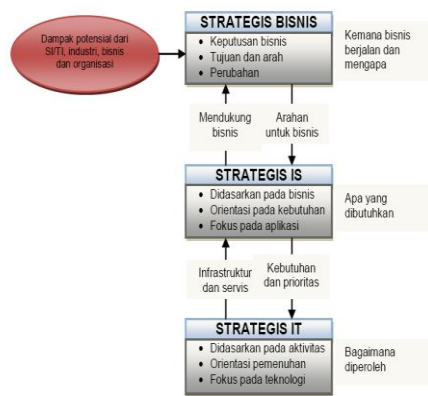 STRATEGIS BISNIS
Dampak potensial dari
SI/TI, industri, bisnis
dan organisasi
• Keputusan bisnis
• Tujuan dan arah
• Perubahan
Kemana bisnis
berjalan dan
mengapa
Mendukung
bisnis
Arahan
untuk bisnis
STRATEGIS IS
• Didasarkan pada bisnis
• Orientasi pada kebutuhan
• Fokus pada aplikasi
Apa yang
dibutuhkan
Infrastruktur
dan servis
Kebutuhan
dan prioritas
STRATEGIS IT
• Didasarkan pada aktivitas
• Orientasi pemenuhan
• Fokus pada teknologi
Bagaimana
diperoleh